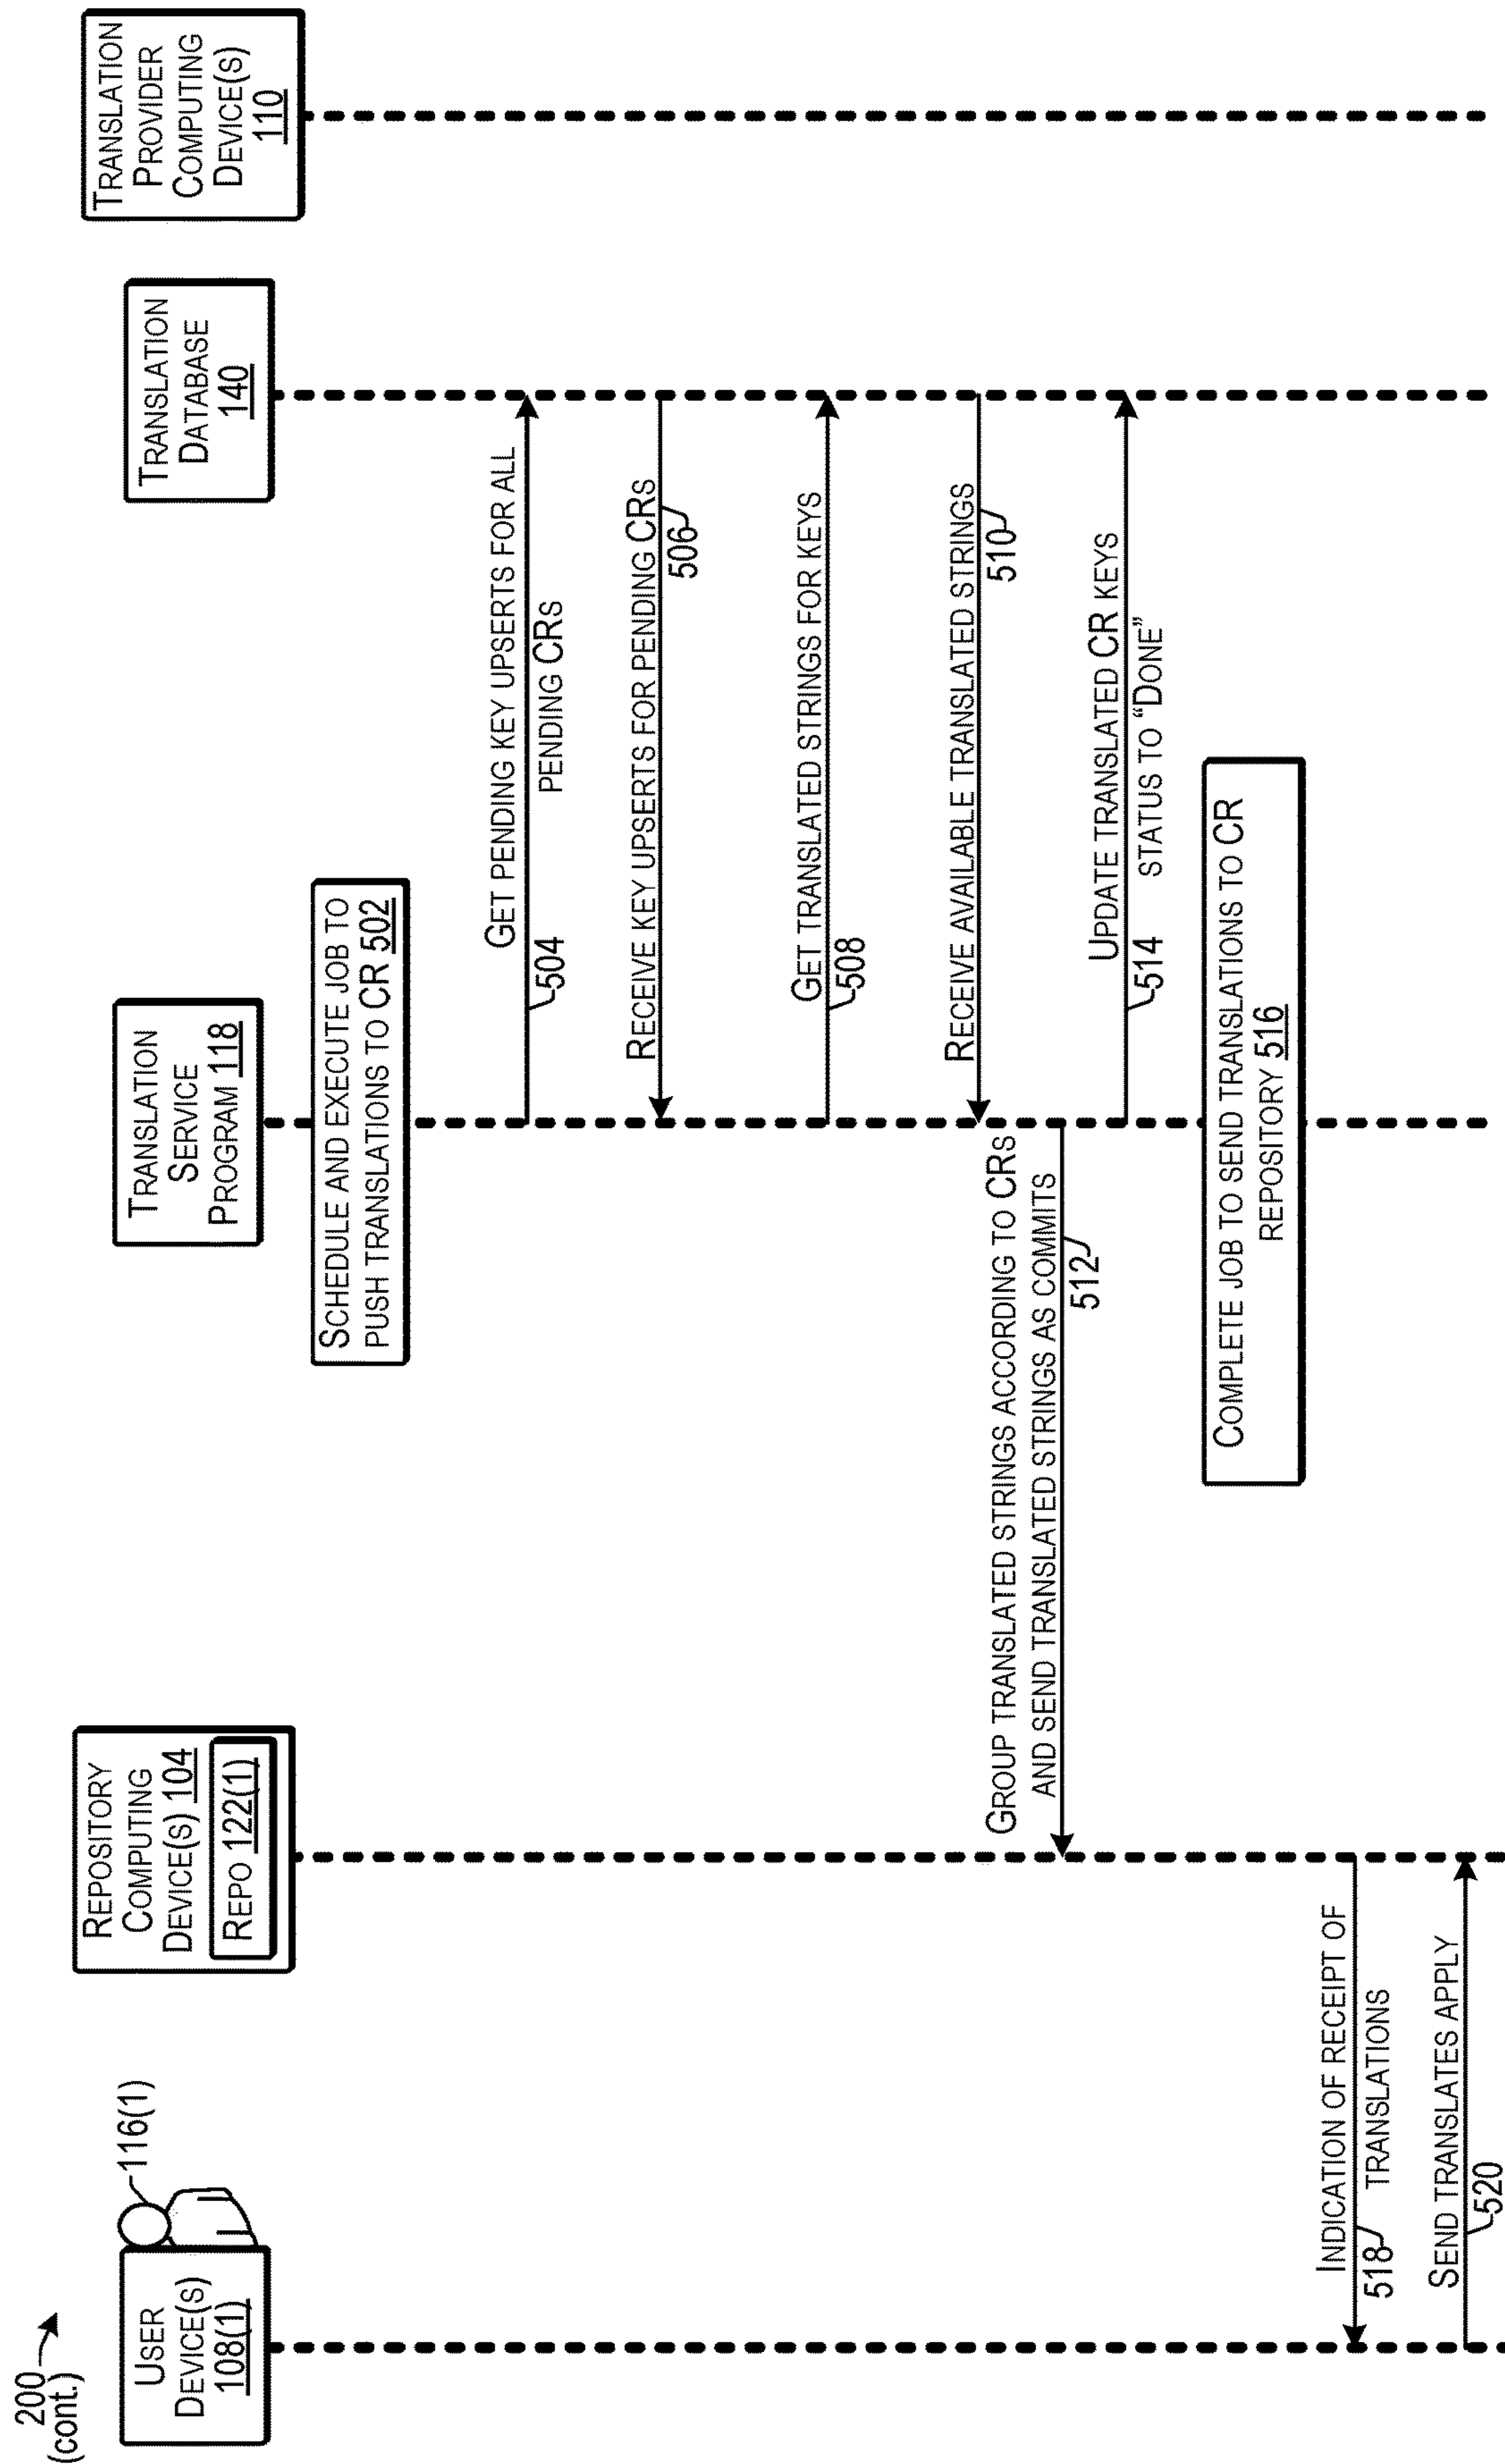 200
(cont.)
USER
DEVICE(S)
108(1)
116(1)
REPOSITORY
COMPUTING
DEVICE(S) 104
REPO 122(1)
TRANSLATION
SERVICE
PROGRAM 118
TRANSLATION
DATABASE
140
TRANSLATION
PROVIDER
COMPUTING
DEVICE(S)
110
SCHEDULE AND EXECUTE JOB TO
PUSH TRANSLATIONS TO CR 502
GET PENDING KEY UPSERTS FOR ALL
PENDING CRS
504
RECEIVE KEY UPSERTS FOR PENDING CRS
506
GET TRANSLATED STRINGS FOR KEYS
508
RECEIVE AVAILABLE TRANSLATED STRINGS
510
GROUP TRANSLATED STRINGS ACCORDING TO CRS
AND SEND TRANSLATED STRINGS AS COMMITS
512
UPDATE TRANSLATED CR KEYS
STATUS TO “DONE”
514
COMPLETE JOB TO SEND TRANSLATIONS TO CR
REPOSITORY 516
INDICATION OF RECEIPT OF
TRANSLATIONS
518
SEND TRANSLATES APPLY
520